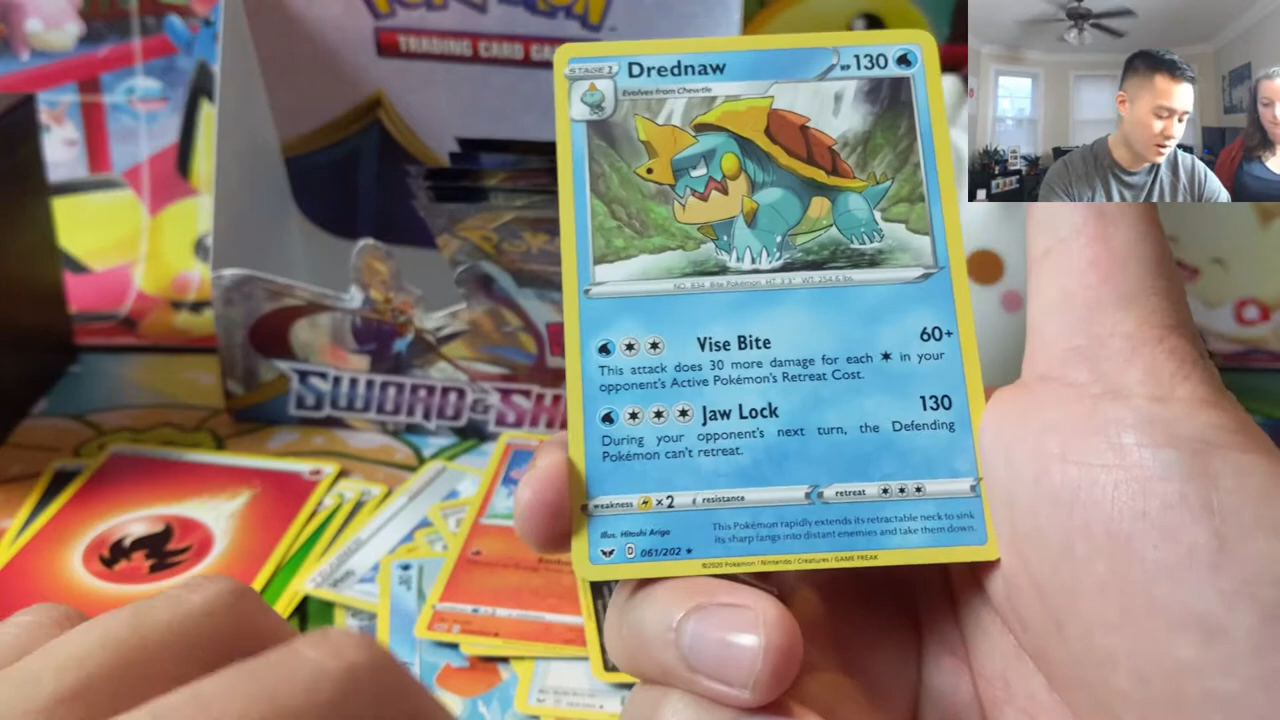 POKÉMON
TRADING CARD GA
STAGE 1
Drednaw
HP 130
Evolves from Chewtle
NO. 834 Bite Pokémon HT: 3'3" WT: 254.6 lbs
Vise Bite 60+
This attack does 30 more damage for each in your
opponent's Active Pokémon's Retreat Cost.
Jaw Lock 130
During your opponent's next turn, the Defending
Pokémon can't retreat.
weakness ×2 resistance retreat
This Pokémon rapidly extends its retractable neck to sink
its sharp fangs into distant enemies and take them down.
Illus. Hitoshi Ariga
D 061/202 ★
©2020 Pokémon / Nintendo / Creatures / GAME FREAK
SWORD & SH